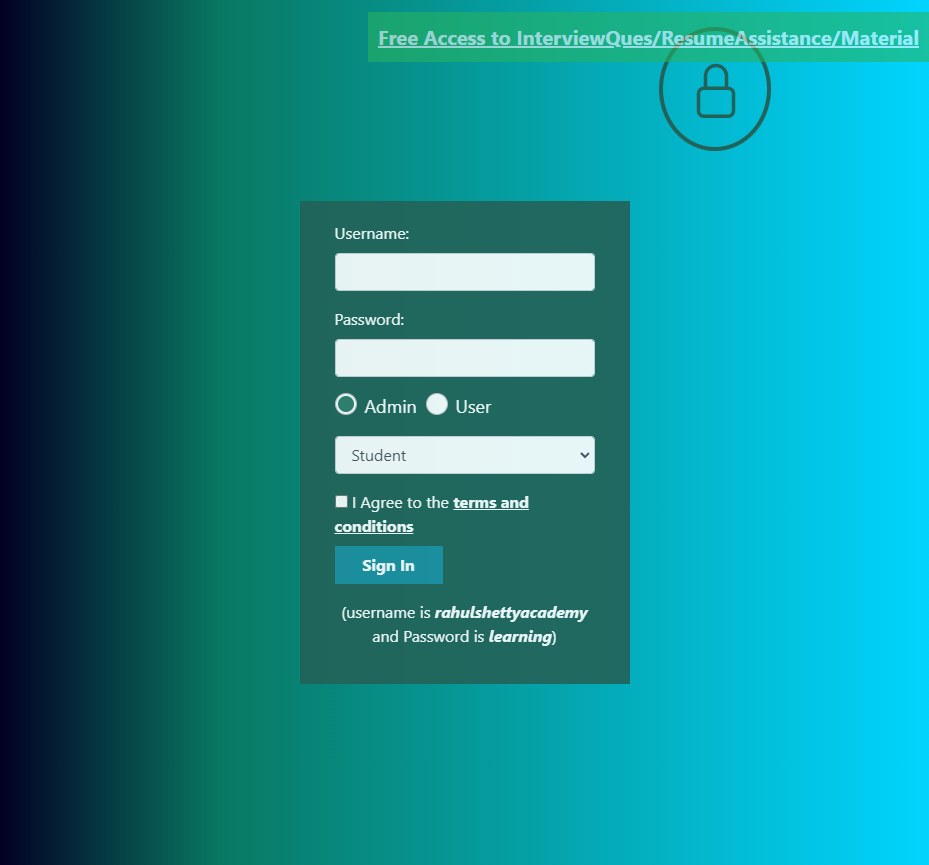 Free Access to InterviewQues/ResumeAssistance/Material
Username:
Password:
Admin User
Student
I Agree to the terms and
conditions
Sign In
(username is rahulshettyacademy
and Password is learning)